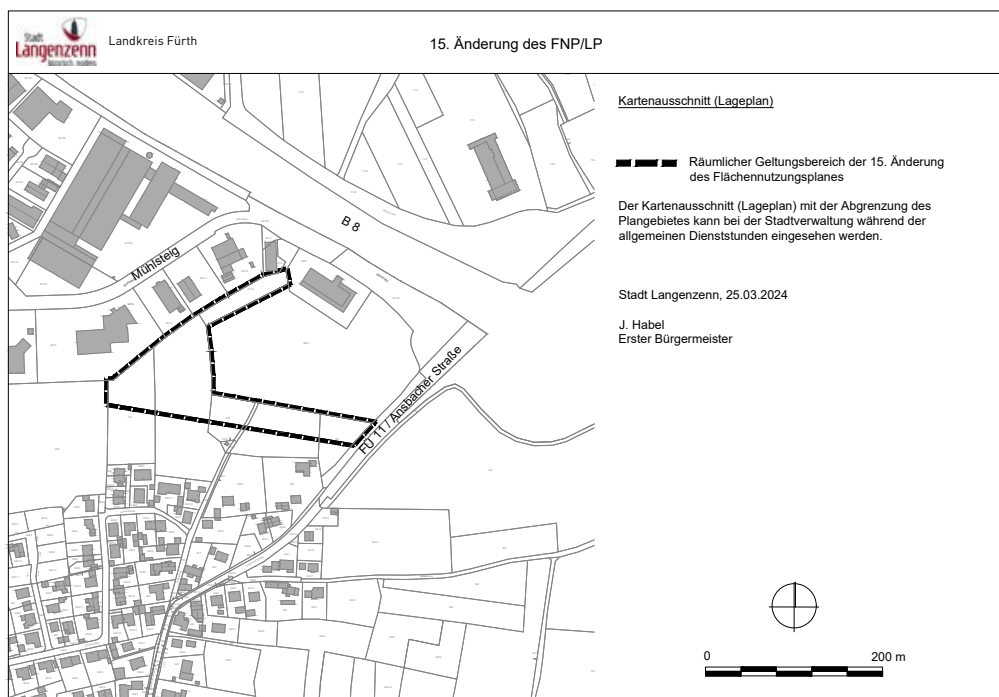 Stadt
Langenzenn
historisch. modern
Landkreis Fürth
15. Änderung des FNP/LP
Kartenausschnitt (Lageplan)
Räumlicher Geltungsbereich der 15. Änderung
des Flächennutzungsplanes
Der Kartenausschnitt (Lageplan) mit der Abgrenzung des
Plangebietes kann bei der Stadtverwaltung während der
allgemeinen Dienststunden eingesehen werden.
Stadt Langenzenn, 25.03.2024
J. Habel
Erster Bürgermeister
B 8
Mühlsteig
FÜ 11 / Ansbacher Straße
0
200 m